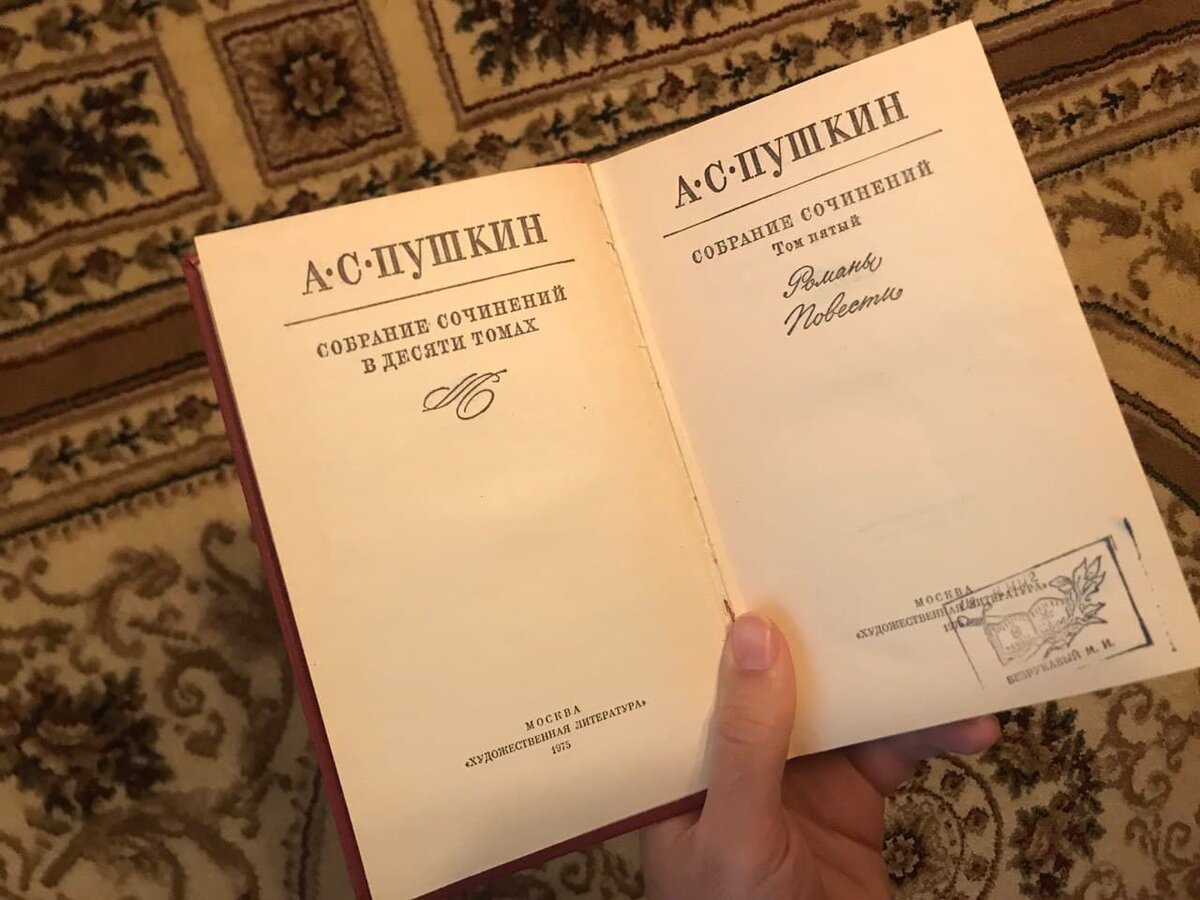 А·С·ПУШКИН
СОБРАНИЕ СОЧИНЕНИЙ
В ДЕСЯТИ ТОМАХ
МОСКВА
«ХУДОЖЕСТВЕННАЯ ЛИТЕРАТУРА»
1975
А·С·ПУШКИН
СОБРАНИЕ СОЧИНЕНИЙ
Том пятый
Романы
Повести
МОСКВА
«ХУДОЖЕСТВЕННАЯ ЛИТЕРАТУРА»
БЕЗРУКАВЫЙ М. И.